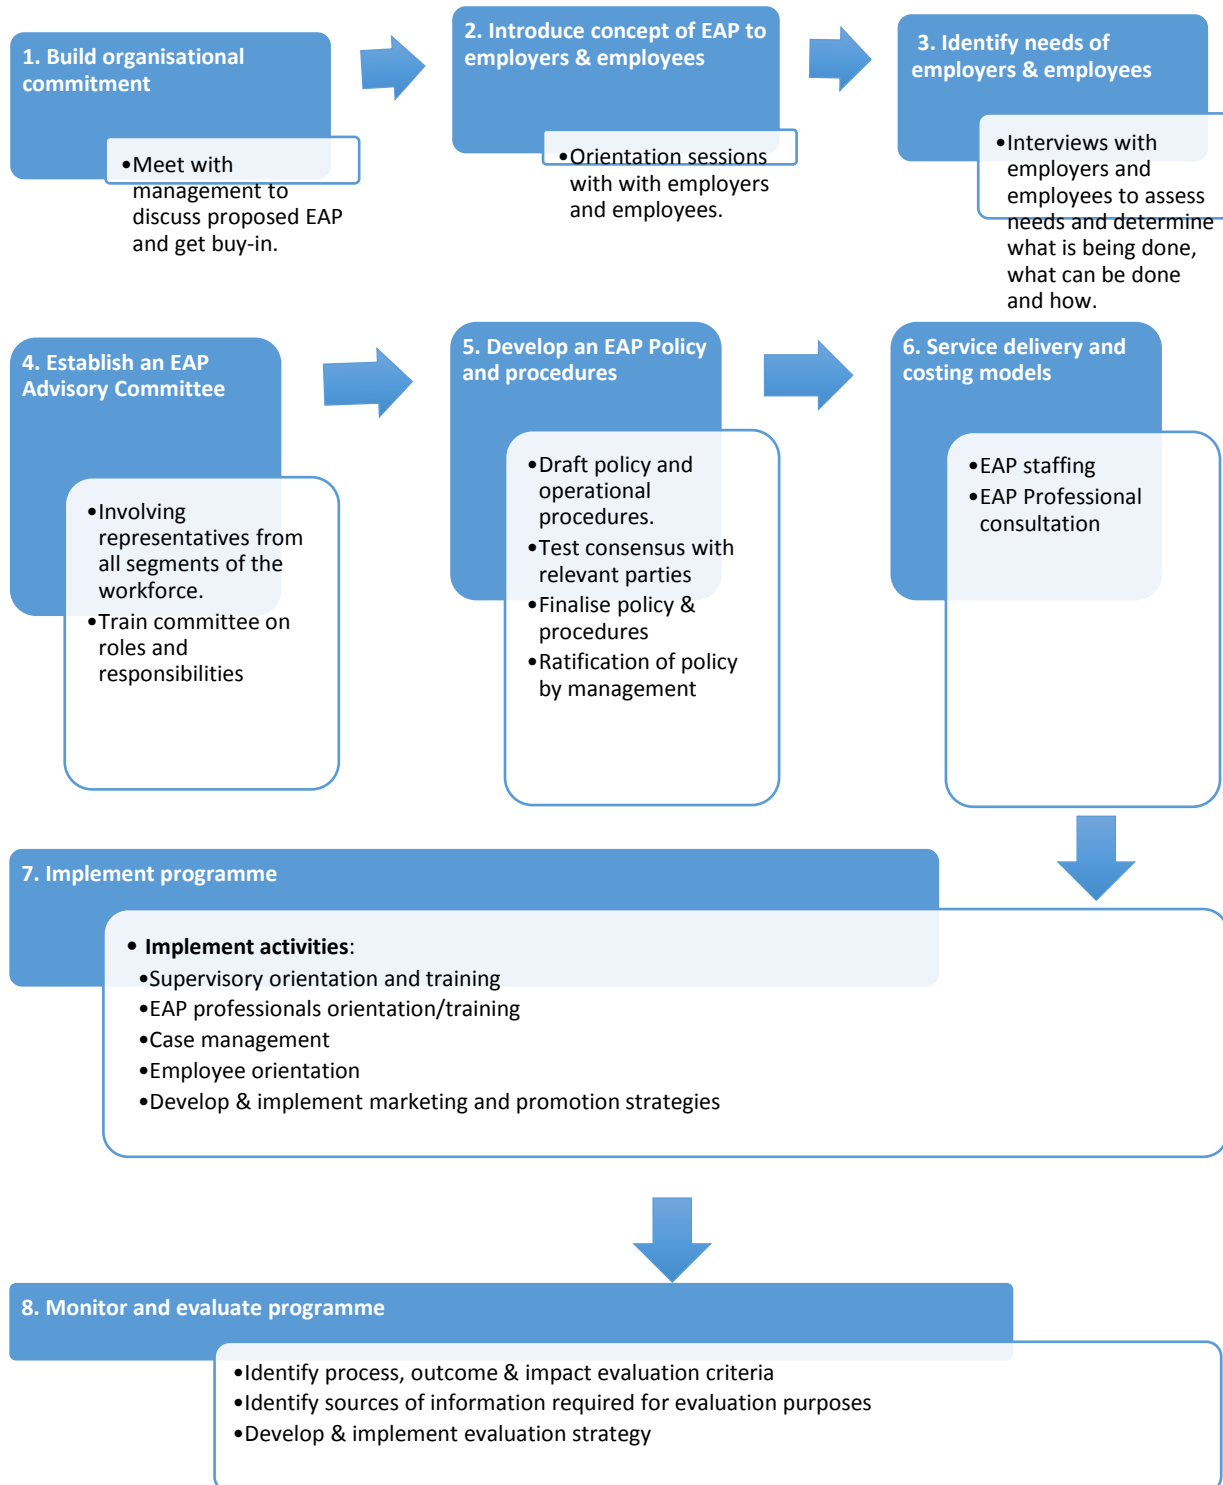 1. Build organisational
commitment
•Meet with
management to
discuss proposed EAP
and get buy-in.
2. Introduce concept of EAP to
employers & employees
•Orientation sessions
with with employers
and employees.
3. Identify needs of
employers & employees
•Interviews with
employers and
employees to assess
needs and determine
what is being done,
what can be done
and how.
4. Establish an EAP
Advisory Committee
•Involving
representatives from
all segments of the
workforce.
•Train committee on
roles and
responsibilities
5. Develop an EAP Policy
and procedures
•Draft policy and
operational
procedures.
•Test consensus with
relevant parties
•Finalise policy &
procedures
•Ratification of policy
by management
6. Service delivery and
costing models
•EAP staffing
•EAP Professional
consultation
7. Implement programme
• Implement activities:
•Supervisory orientation and training
•EAP professionals orientation/training
•Case management
•Employee orientation
•Develop & implement marketing and promotion strategies
8. Monitor and evaluate programme
•Identify process, outcome & impact evaluation criteria
•Identify sources of information required for evaluation purposes
•Develop & implement evaluation strategy